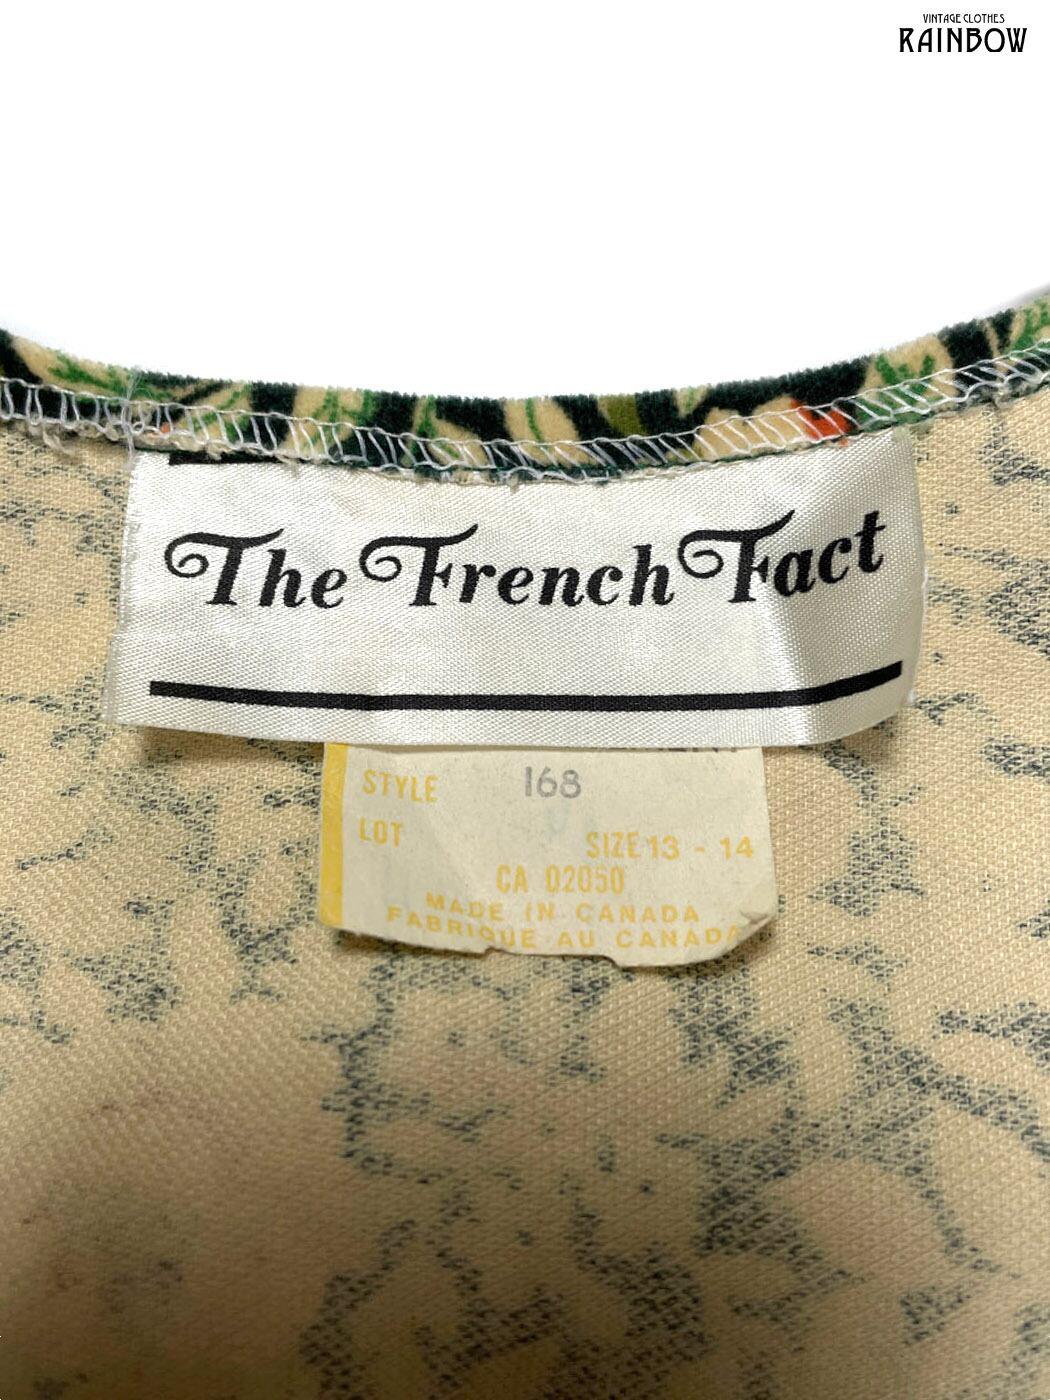 VINTAGE CLOTHES
RAINBOW
The French Fact
STYLE 168
LOT
SIZE 13 - 14
CA 02050
MADE IN CANADA
FABRIQUE AU CANADA